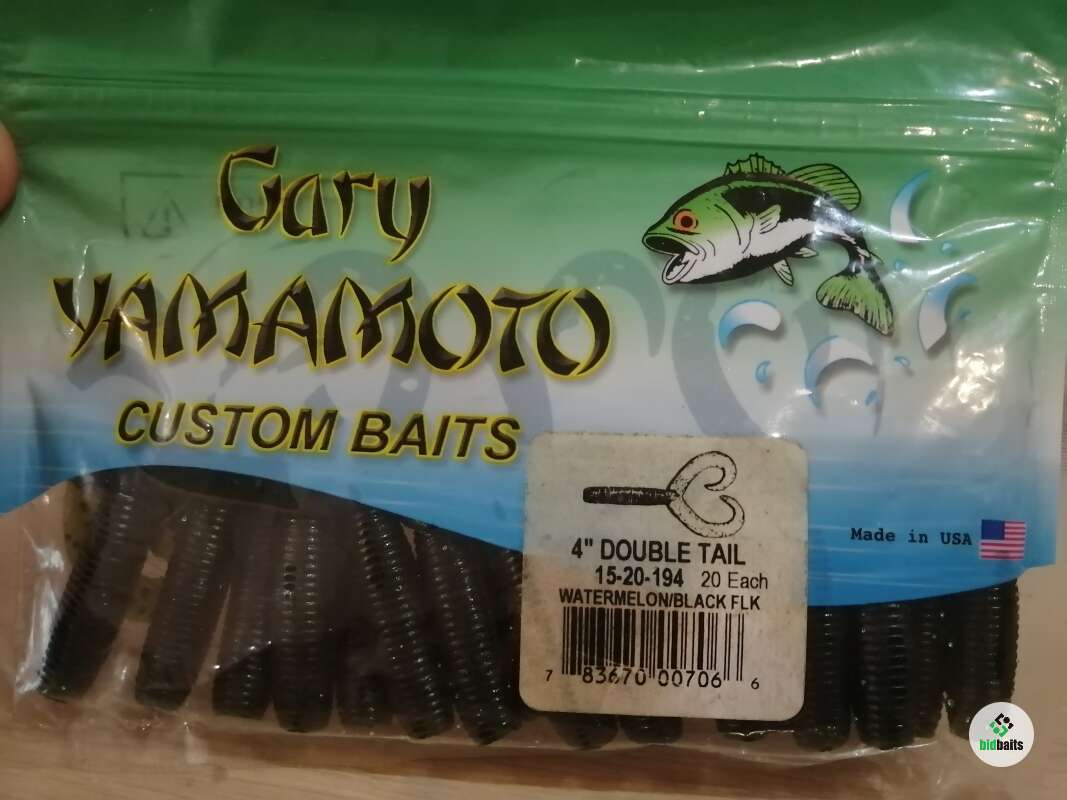 Gary
YAMAMOTO
CUSTOM BAITS
Made in USA
4" DOUBLE TAIL
15-20-194 20 Each
WATERMELON/BLACK FLK
7 83670 00706 6
bidbaits